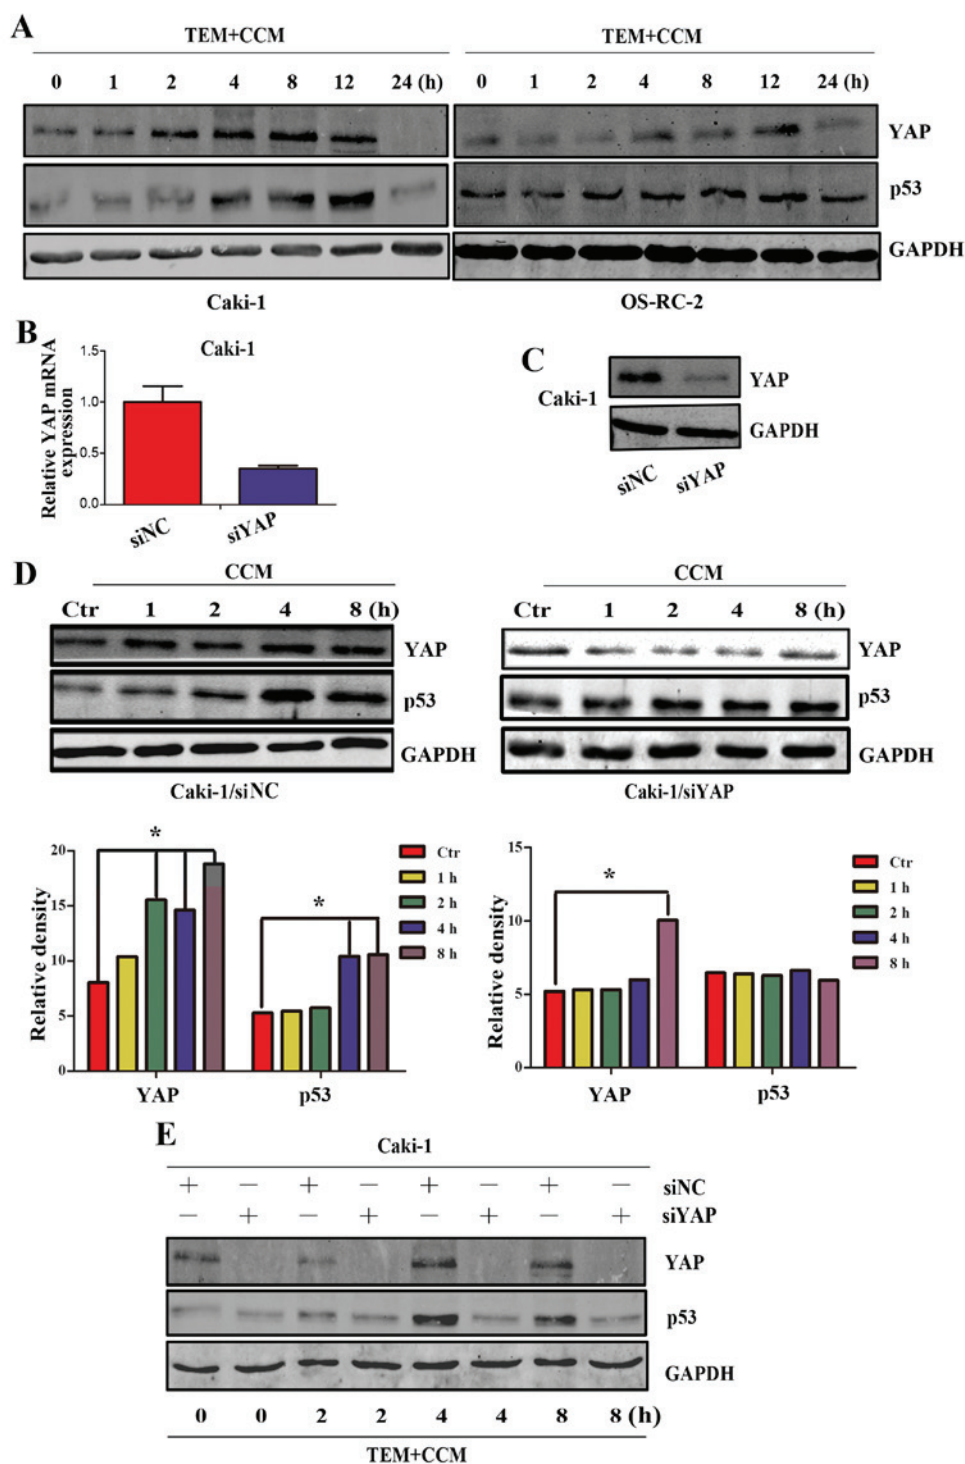 A
TEM+CCM
TEM+CCM
0 1 2 4 8 12 24 (h)
0 1 2 4 8 12 24 (h)
YAP
p53
GAPDH
Caki-1
OS-RC-2
B
Caki-1
Relative YAP mRNA
expression
1.5
1.0
0.5
0.0
siNC
siYAP
C
Caki-1
YAP
GAPDH
siNC
siYAP
D
CCM
Ctr 1 2 4 8 (h)
YAP
p53
GAPDH
Caki-1/siNC
CCM
Ctr 1 2 4 8 (h)
YAP
p53
GAPDH
Caki-1/siYAP
Relative density
20
15
10
5
0
*
*
Ctr
1 h
2 h
4 h
8 h
YAP
p53
Relative density
15
10
5
0
*
Ctr
1 h
2 h
4 h
8 h
YAP
p53
E
Caki-1
+ − + − + − + − siNC
− + − + − + − + siYAP
YAP
p53
GAPDH
0 0 2 2 4 4 8 8 (h)
TEM+CCM